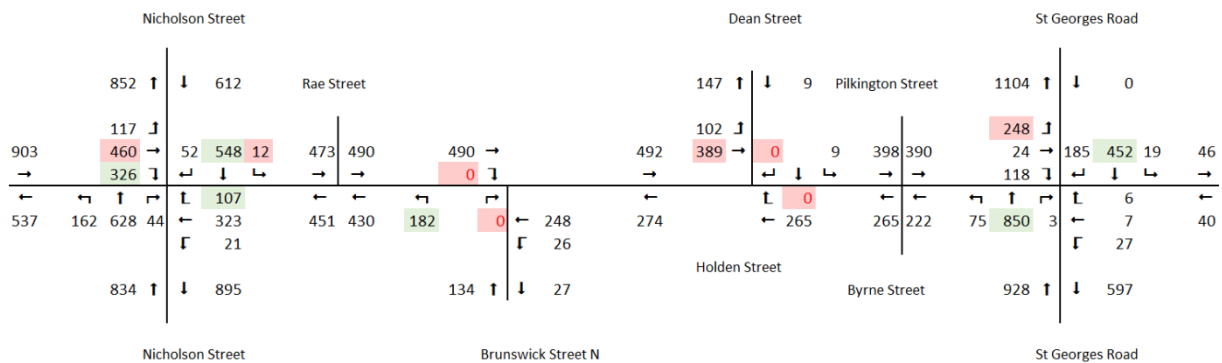 Nicholson Street Dean Street St Georges Road
852 612 Rae Street 147 9 Pilkington Street 1104 0
117 102 248
903 460 52 548 12 473 490 490 492 389 0 9 398 390 24 185 452 19 46
326 0 118
107 0 6
537 162 628 44 323 451 430 182 0 248 274 265 265 222 75 850 3 7 40
21 26 27
Holden Street
834 895 134 27 Byrne Street 928 597
Nicholson Street Brunswick Street N St Georges Road